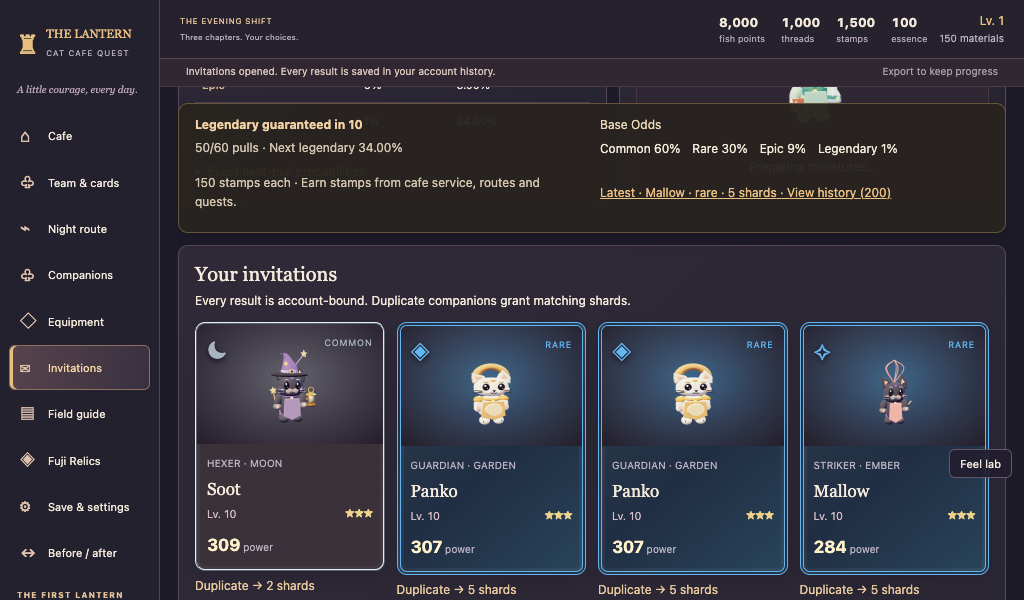 THE LANTERN
CAT CAFE QUEST
A little courage, every day.
Cafe
Team & cards
Night route
Companions
Equipment
Invitations
Field guide
Fuji Relics
Save & settings
Before / after
THE FIRST LANTERN
THE EVENING SHIFT
Three chapters. Your choices.
8,000 fish points
1,000 threads
1,500 stamps
100 essence
Lv. 1
150 materials
Invitations opened. Every result is saved in your account history.
Export to keep progress
Legendary guaranteed in 10
50/60 pulls · Next legendary 34.00%
150 stamps each · Earn stamps from cafe service, routes and
quests.
Base Odds
Common 60% Rare 30% Epic 9% Legendary 1%
Preparing miniatures...
Latest · Mallow · rare · 5 shards · View history (200)
Your invitations
Every result is account-bound. Duplicate companions grant matching shards.
COMMON
HEXER · MOON
Soot
Lv. 10
309 power
Duplicate → 2 shards
RARE
GUARDIAN · GARDEN
Panko
Lv. 10
307 power
Duplicate → 5 shards
RARE
GUARDIAN · GARDEN
Panko
Lv. 10
307 power
Duplicate → 5 shards
RARE
STRIKER · EMBER
Mallow
Lv. 10
284 power
Duplicate → 5 shards
Feel lab